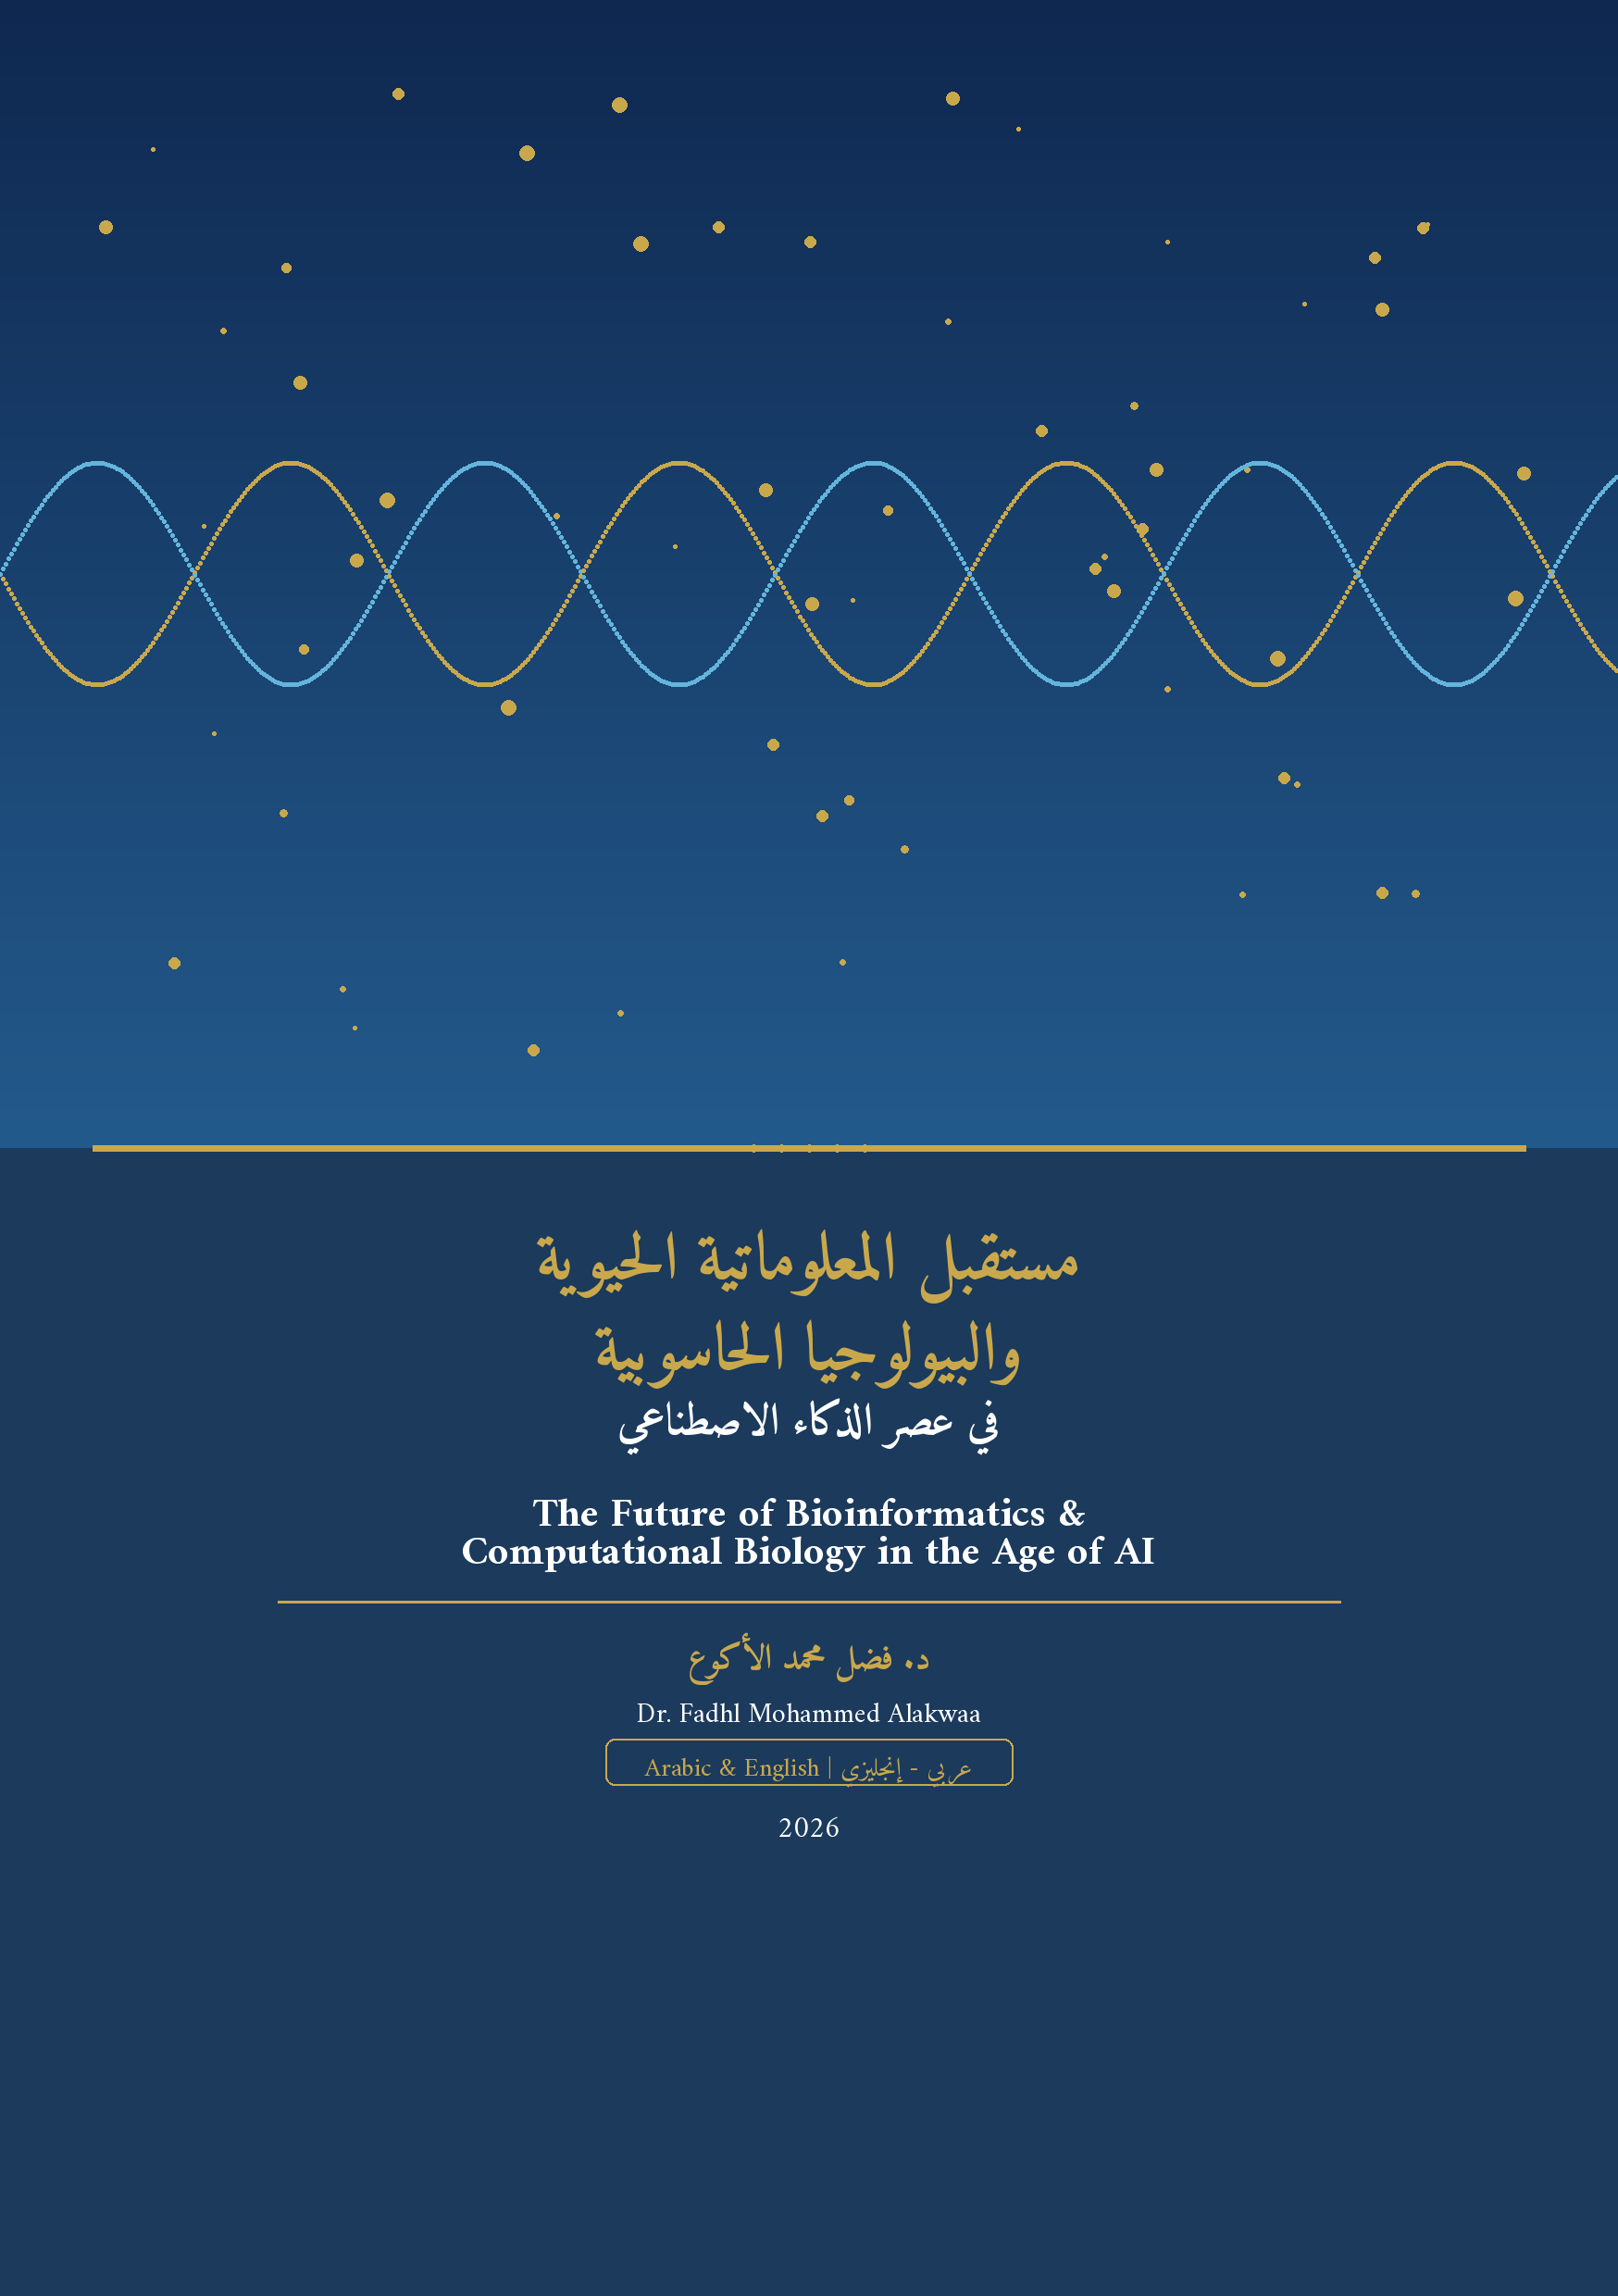 مستقبل المعلوماتية الحيوية
والبيولوجيا الحاسوبية
في عصر الذكاء الاصطناعي
The Future of Bioinformatics &
Computational Biology in the Age of AI
د. فضل محمد الأكوع
Dr. Fadhl Mohammed Alakwaa
Arabic & English | عربي - إنجليزي
2026